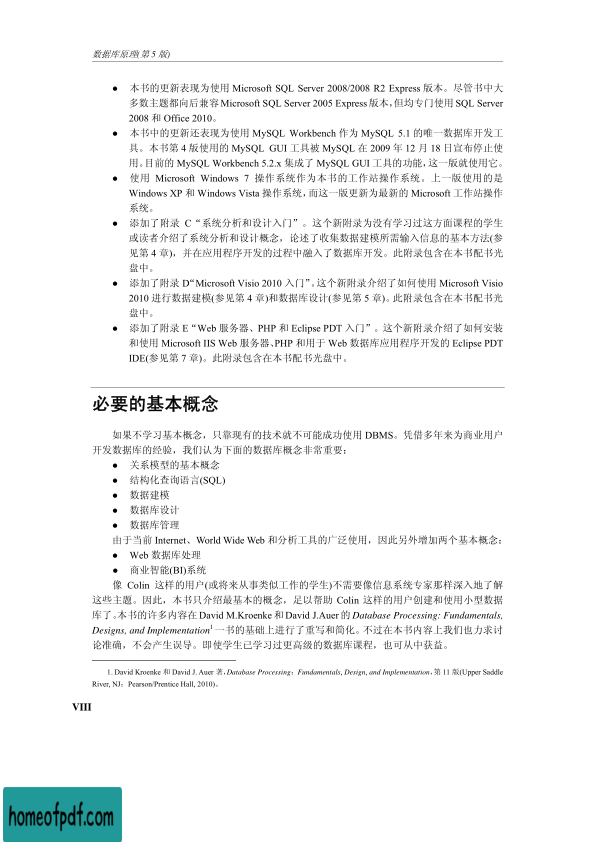 数据库原理(第 5 版)
● 本书的更新表现为使用 Microsoft SQL Server 2008/2008 R2 Express 版本。尽管书中大
多数主题都向后兼容 Microsoft SQL Server 2005 Express 版本，但均专门使用 SQL Server
2008 和 Office 2010。
● 本书中的更新还表现为使用 MySQL Workbench 作为 MySQL 5.1 的唯一数据库开发工
具。本书第 4 版使用的 MySQL GUI 工具被 MySQL 在 2009 年 12 月 18 日宣布停止使
用。目前的 MySQL Workbench 5.2.x 集成了 MySQL GUI 工具的功能，这一版就使用它。
● 使用 Microsoft Windows 7 操作系统作为本书的工作站操作系统。上一版使用的是
Windows XP 和 Windows Vista 操作系统，而这一版更新为最新的 Microsoft 工作站操作
系统。
● 添加了附录 C “系统分析和设计入门”。这个新附录为没有学习过这方面课程的学生
或读者介绍了系统分析和设计概念，论述了收集数据建模所需输入信息的基本方法(参
见第 4 章)，并在应用程序开发的过程中融入了数据库开发。此附录包含在本书配书光
盘中。
● 添加了附录 D“Microsoft Visio 2010 入门”。这个新附录介绍了如何使用 Microsoft Visio
2010 进行数据建模(参见第 4 章)和数据库设计(参见第 5 章)。此附录包含在本书配书光
盘中。
● 添加了附录 E “Web 服务器、PHP 和 Eclipse PDT 入门”。这个新附录介绍了如何安装
和使用 Microsoft IIS Web 服务器、PHP 和用于 Web 数据库应用程序开发的 Eclipse PDT
IDE(参见第 7 章)。此附录包含在本书配书光盘中。
必要的基本概念
如果不学习基本概念，只靠现有的技术就不可能成功使用 DBMS。凭借多年来为商业用户
开发数据库的经验，我们认为下面的数据库概念非常重要：
● 关系模型的基本概念
● 结构化查询语言(SQL)
● 数据建模
● 数据库设计
● 数据库管理
由于当前 Internet、World Wide Web 和分析工具的广泛使用，因此另外增加两个基本概念：
● Web 数据库处理
● 商业智能(BI)系统
像 Colin 这样的用户(或将来从事类似工作的学生)不需要像信息系统专家那样深入地了解
这些主题。因此，本书只介绍最基本的概念，足以帮助 Colin 这样的用户创建和使用小型数据
库了。本书的许多内容在 David M.Kroenke 和 David J.Auer 的 Database Processing: Fundamentals,
Designs, and Implementation1 一书的基础上进行了重写和简化。不过在本书内容上我们也力求讨
论准确，不会产生误导。即使学生已学习过更高级的数据库课程，也可从中获益。
1. David Kroenke 和 David J. Auer 著，Database Processing：Fundamentals, Design, and Implementation，第 11 版(Upper Saddle
River, NJ：Pearson/Prentice Hall, 2010)。
VIII
homeofpdf.com